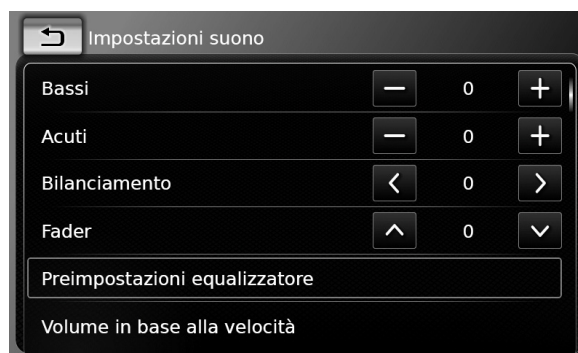 Impostazioni suono
Bassi − 0 +
Acuti − 0 +
Bilanciamento < 0 >
Fader 0
Preimpostazioni equalizzatore
Volume in base alla velocità